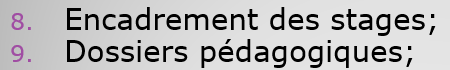 8. Encadrement des stages;
9. Dossiers pédagogiques;